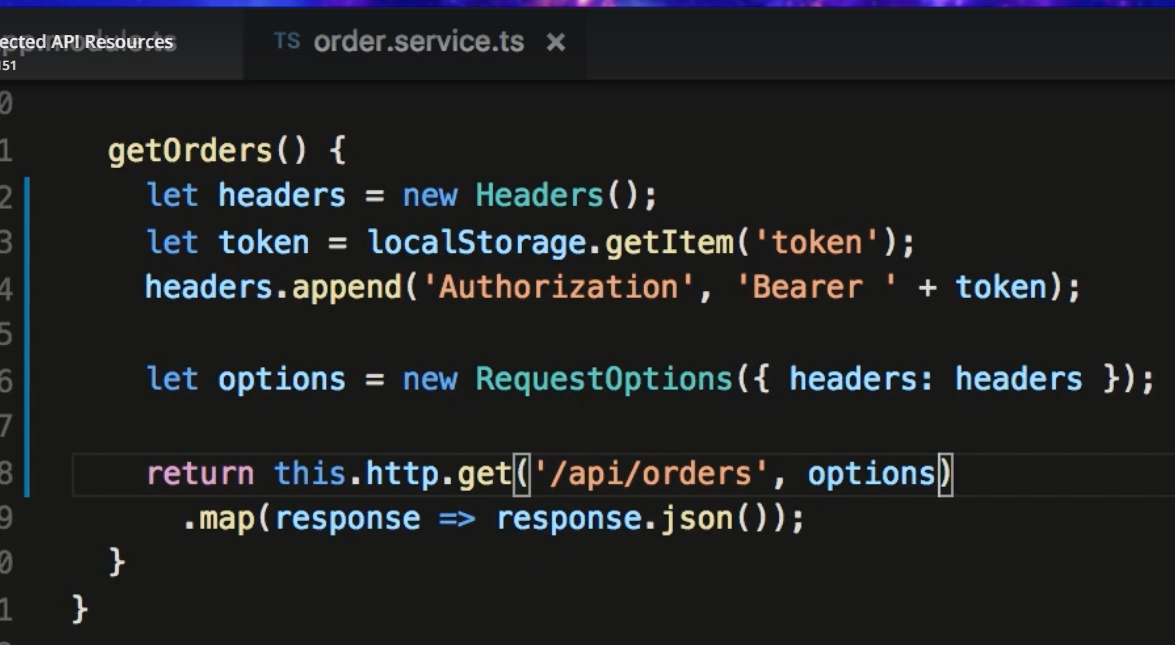 ected API Resources
TS order.service.ts ×
151
0
1 getOrders() {
2 let headers = new Headers();
3 let token = localStorage.getItem('token');
4 headers.append('Authorization', 'Bearer ' + token);
5
6 let options = new RequestOptions({ headers: headers });
7
8 return this.http.get('/api/orders', options)
9 .map(response => response.json());
0 }
1 }